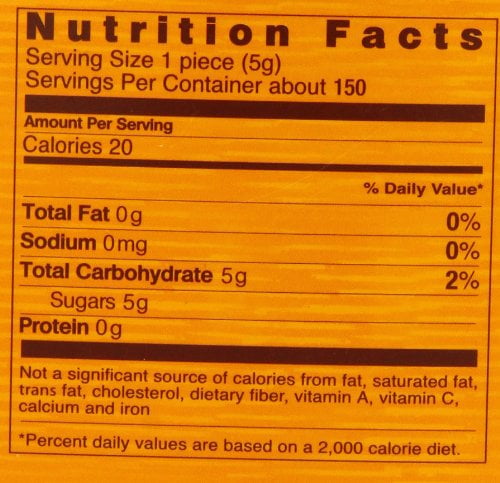 Nutrition Facts
Serving Size 1 piece (5g)
Servings Per Container about 150
Amount Per Serving
Calories 20
% Daily Value*
Total Fat 0g 0%
Sodium 0mg 0%
Total Carbohydrate 5g 2%
Sugars 5g
Protein 0g
Not a significant source of calories from fat, saturated fat,
trans fat, cholesterol, dietary fiber, vitamin A, vitamin C,
calcium and iron
*Percent daily values are based on a 2,000 calorie diet.